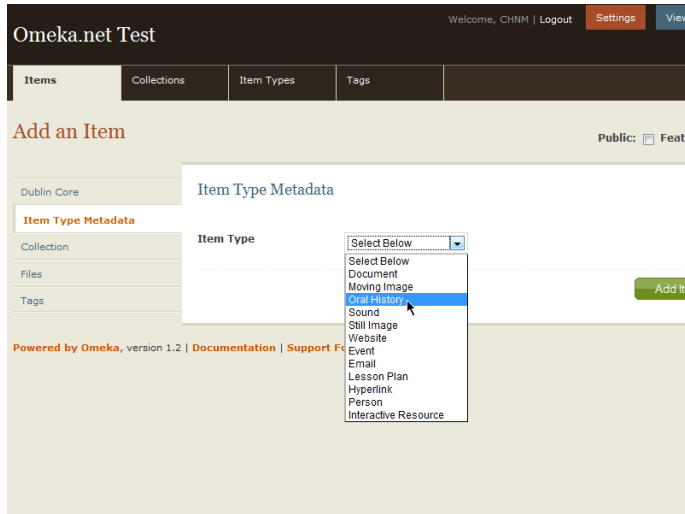 Omeka.net Test
Welcome, CHNM | Logout
Settings
View
Items
Collections
Item Types
Tags
Add an Item
Public:
Feat
Dublin Core
Item Type Metadata
Collection
Files
Tags
Item Type Metadata
Item Type
Select Below
Select Below
Document
Moving Image
Oral History
Sound
Still Image
Website
Event
Email
Lesson Plan
Hyperlink
Person
Interactive Resource
Add It
Powered by Omeka, version 1.2 | Documentation | Support Fo